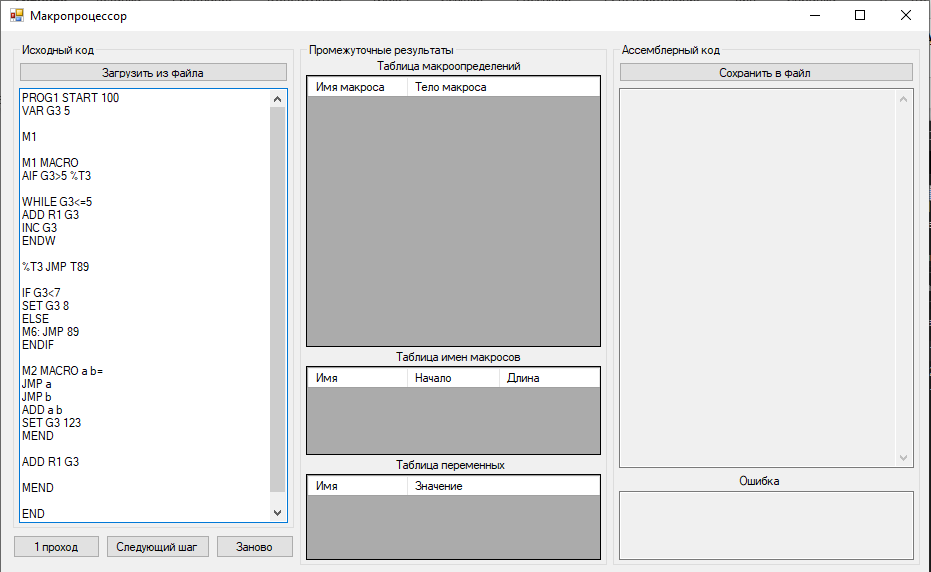 Макропроцессор
Исходный код
Загрузить из файла
PROG1 START 100
VAR G3 5
M1
M1 MACRO
AIF G3>5 %T3
WHILE G3<=5
ADD R1 G3
INC G3
ENDW
%T3 JMP T89
IF G3<7
SET G3 8
ELSE
M6: JMP 89
ENDIF
M2 MACRO a b=
JMP a
JMP b
ADD a b
SET G3 123
MEND
ADD R1 G3
MEND
END
1 проход
Следующий шаг
Заново
Промежуточные результаты
Таблица макроопределений
Имя макроса
Тело макроса
Таблица имен макросов
Имя
Начало
Длина
Таблица переменных
Имя
Значение
Ассемблерный код
Сохранить в файл
Ошибка